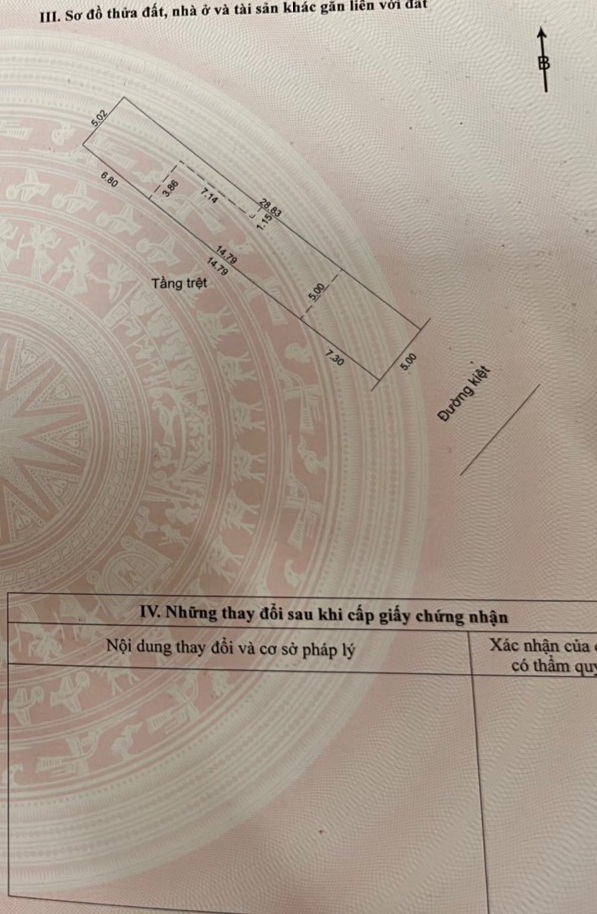 III. Sơ đồ thửa đất, nhà ở và tài sản khác gắn liền với đất
B
5.02
6.80
3.86
7.14
28.83
1.15
14.79
14.79
Tầng trệt
5.00
7.30
5.00
Đường kiệt
IV. Những thay đổi sau khi cấp giấy chứng nhận
Nội dung thay đổi và cơ sở pháp lý
Xác nhận của
có thẩm